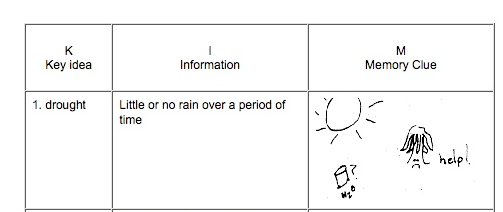 K
Key idea
I
Information
M
Memory Clue
1. drought
Little or no rain over a period of
time
help!
?
H2O